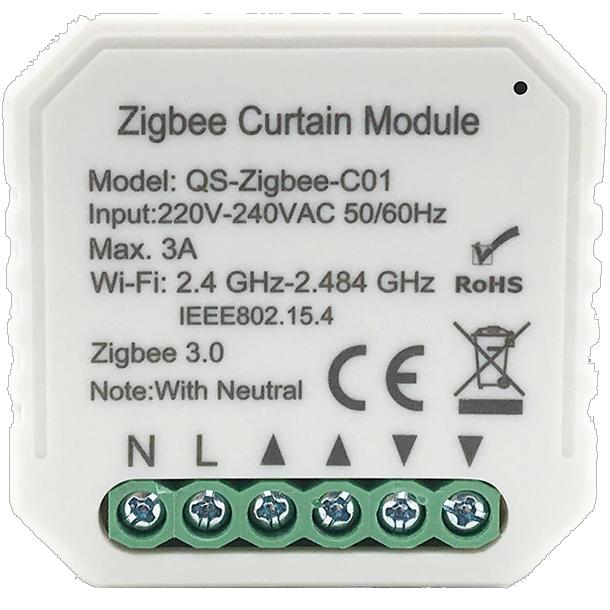 Zigbee Curtain Module
Model: QS-Zigbee-C01
Input:220V-240VAC 50/60Hz
Max. 3A
Wi-Fi: 2.4 GHz-2.484 GHz
RoHS
IEEE802.15.4
Zigbee 3.0
Note:With Neutral
CE
N L ▲ ▲ ▼ ▼